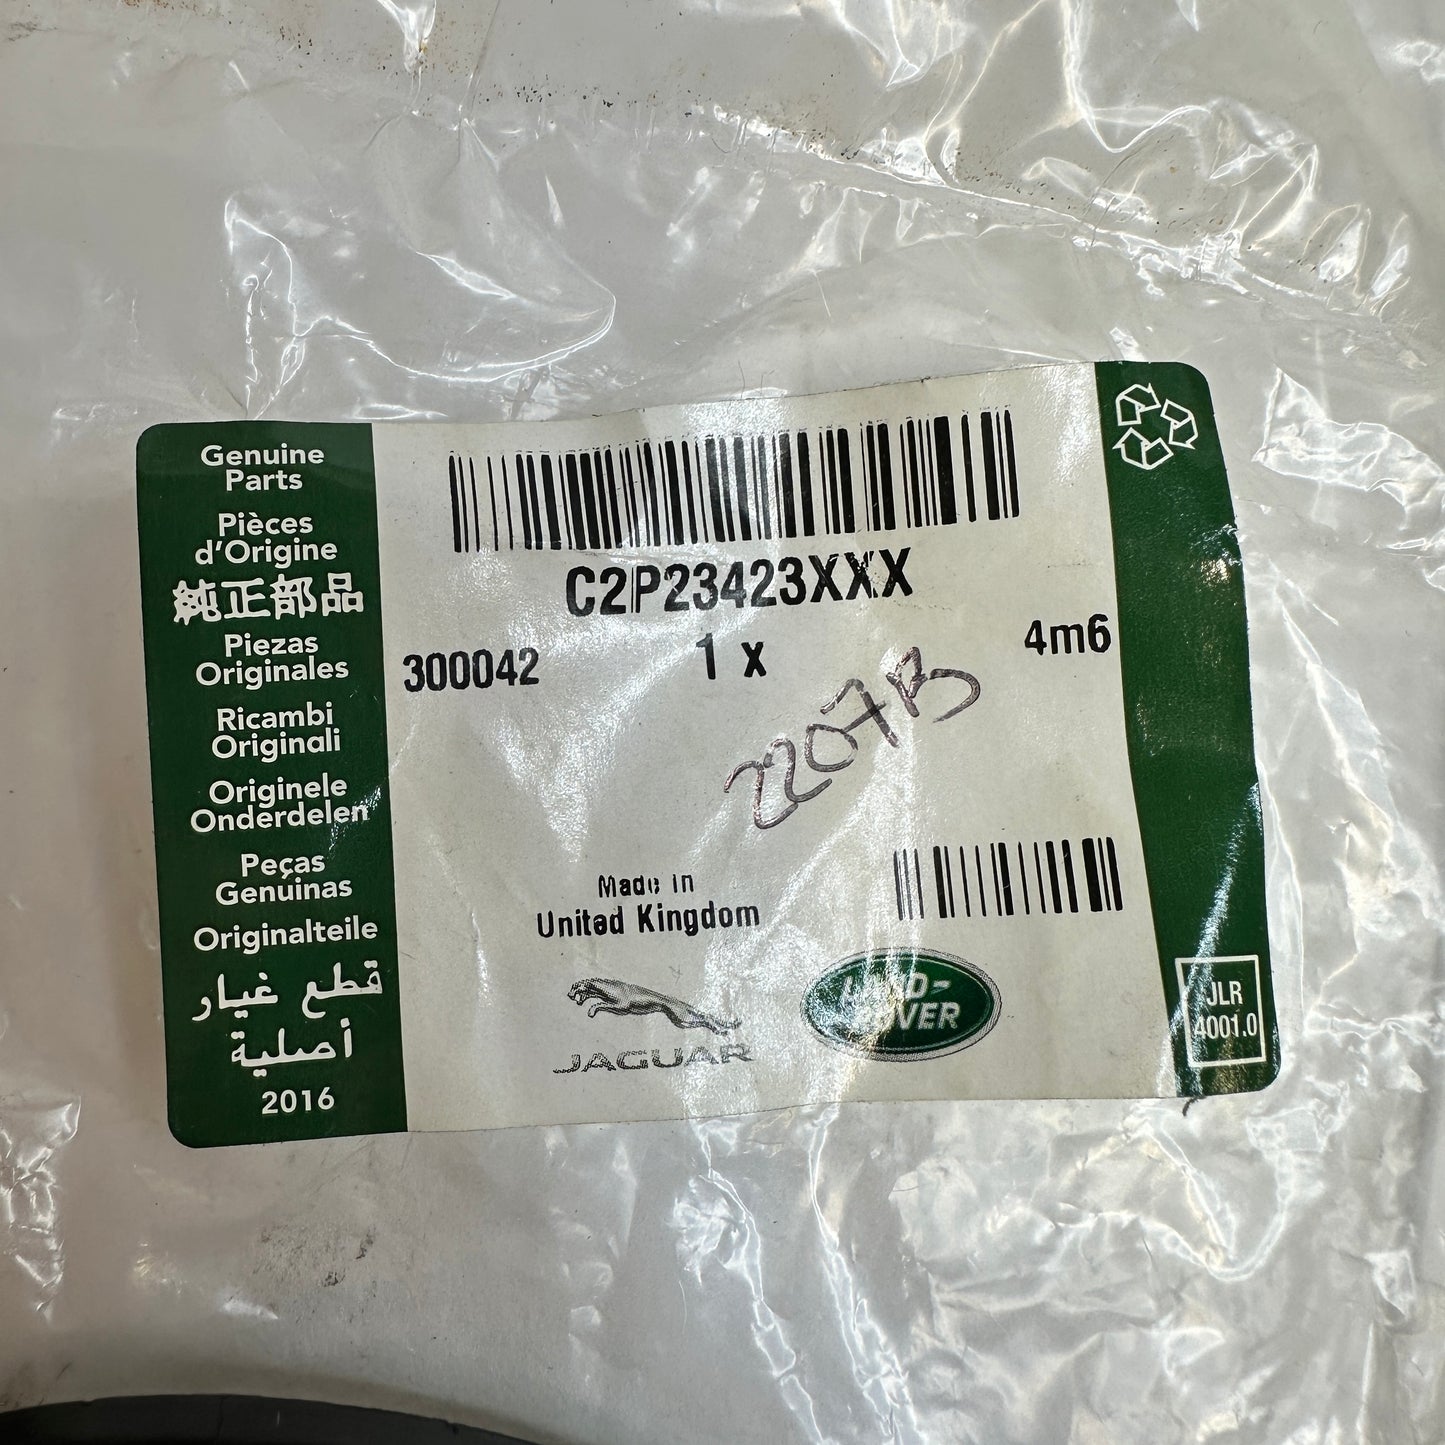 Genuine
Parts
Pièces
d'Origine
純正部品
Piezas
Originales
Ricambi
Originali
Originele
Onderdelen
Peças
Genuinas
Originalteile
قطع غيار
أصلية
2016
C2P23423XXX
300042
1 x
4m6
2207B
Made in
United Kingdom
JAGUAR
LAND-
ROVER
JLR
4001.0